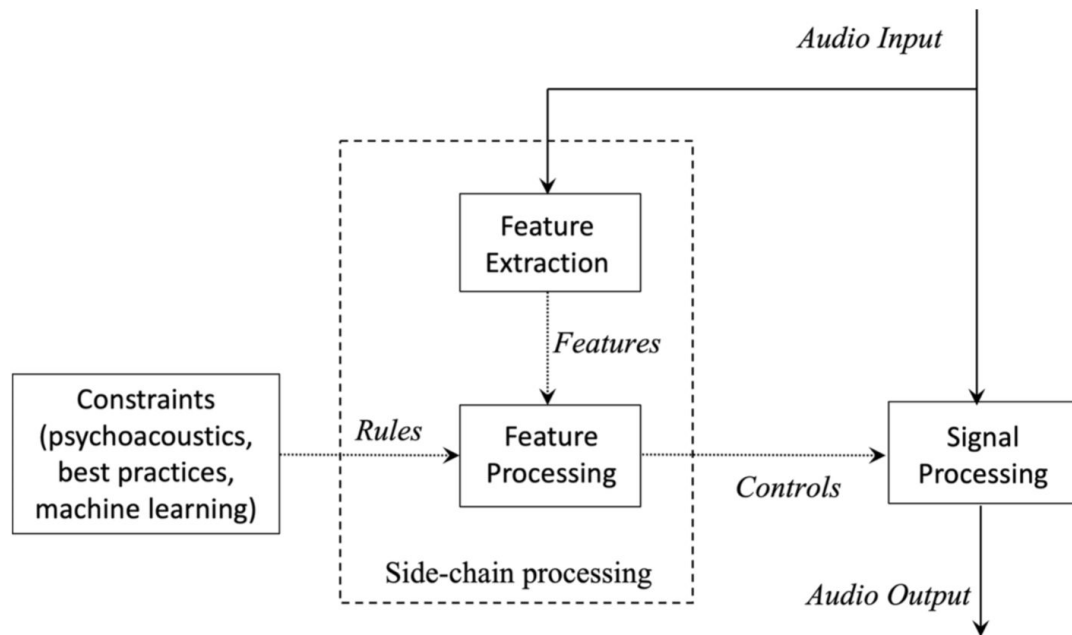 Audio Input
Feature
Extraction
Features
Constraints
(psychoacoustics,
best practices,
machine learning)
Rules
Feature
Processing
Controls
Signal
Processing
Side-chain processing
Audio Output